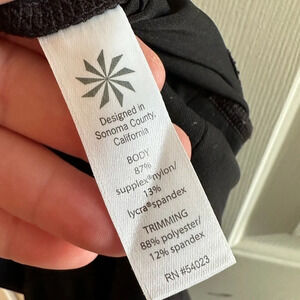 Designed in
Sonoma County,
California
BODY
87%
supplex®nylon/
13%
lycra®spandex
TRIMMING
88% polyester/
12% spandex
RN #54023